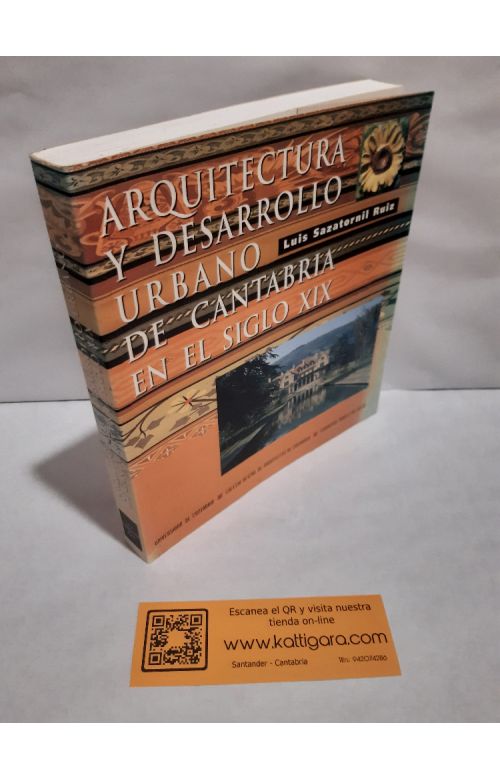 ARQUITECTURA
Y DESARROLLO
URBANO
DE CANTABRIA
EN EL SIGLO XIX
Luis Sazatornil Ruiz
Escanea el QR y visita nuestra
tienda on-line
www.kattigara.com
Santander - Cantabria